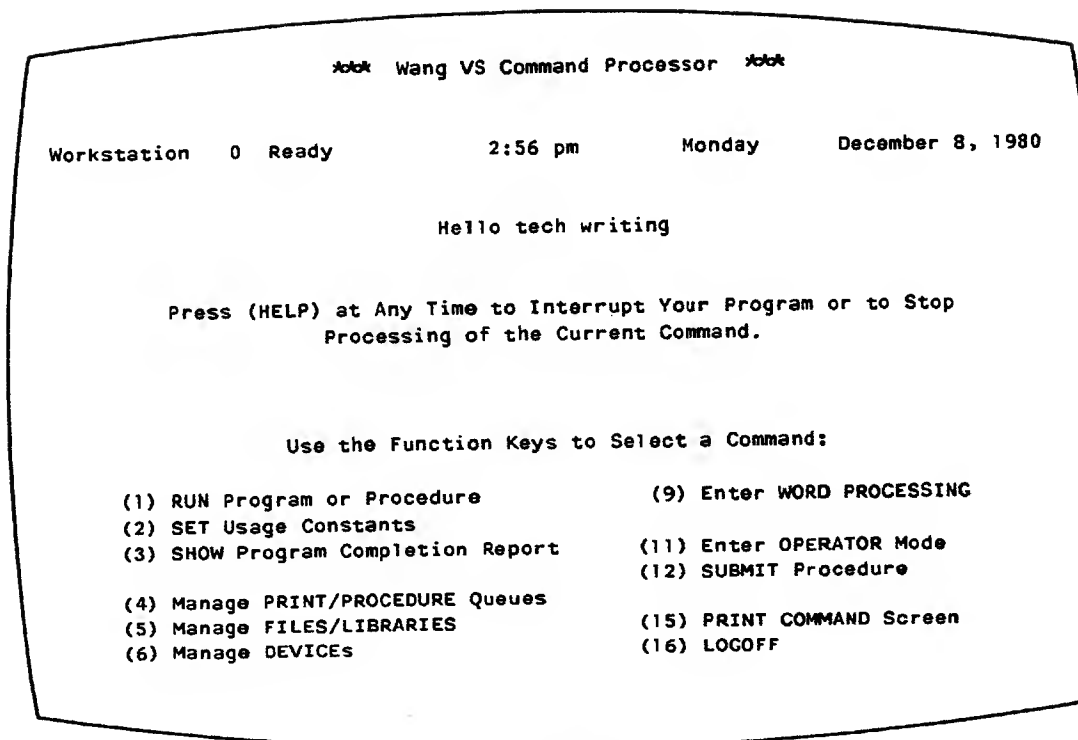 *** Wang VS Command Processor ***
Workstation 0 Ready 2:56 pm Monday December 8, 1980
Hello tech writing
Press (HELP) at Any Time to Interrupt Your Program or to Stop
Processing of the Current Command.
Use the Function Keys to Select a Command:
(1) RUN Program or Procedure
(2) SET Usage Constants
(3) SHOW Program Completion Report
(4) Manage PRINT/PROCEDURE Queues
(5) Manage FILES/LIBRARIES
(6) Manage DEVICEs
(9) Enter WORD PROCESSING
(11) Enter OPERATOR Mode
(12) SUBMIT Procedure
(15) PRINT COMMAND Screen
(16) LOGOFF